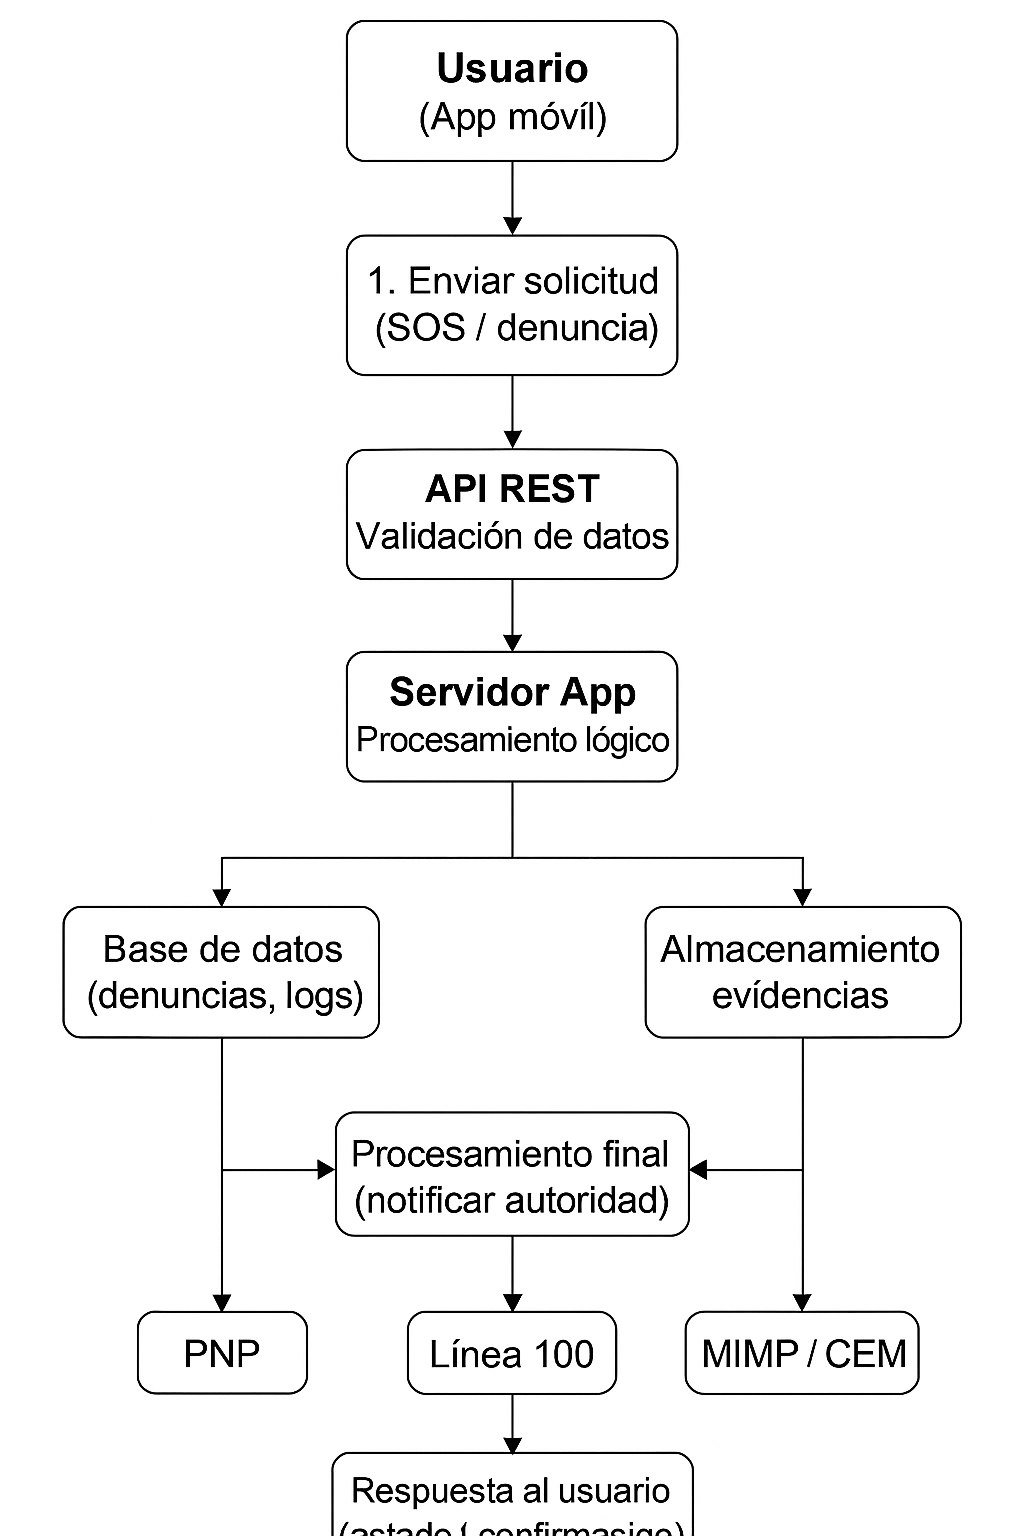 Usuario
(App móvíl)
1. Enviar solicitud
(SOS / denuncia)
API REST
Validación de datos
Servidor App
Procesamiento lógico
Base de datos
(denuncias, logs)
Almacenamiento
evídencias
Procesamiento final
(notificar autoridad)
PNP
Línea 100
MIMP / CEM
Respuesta al usuario